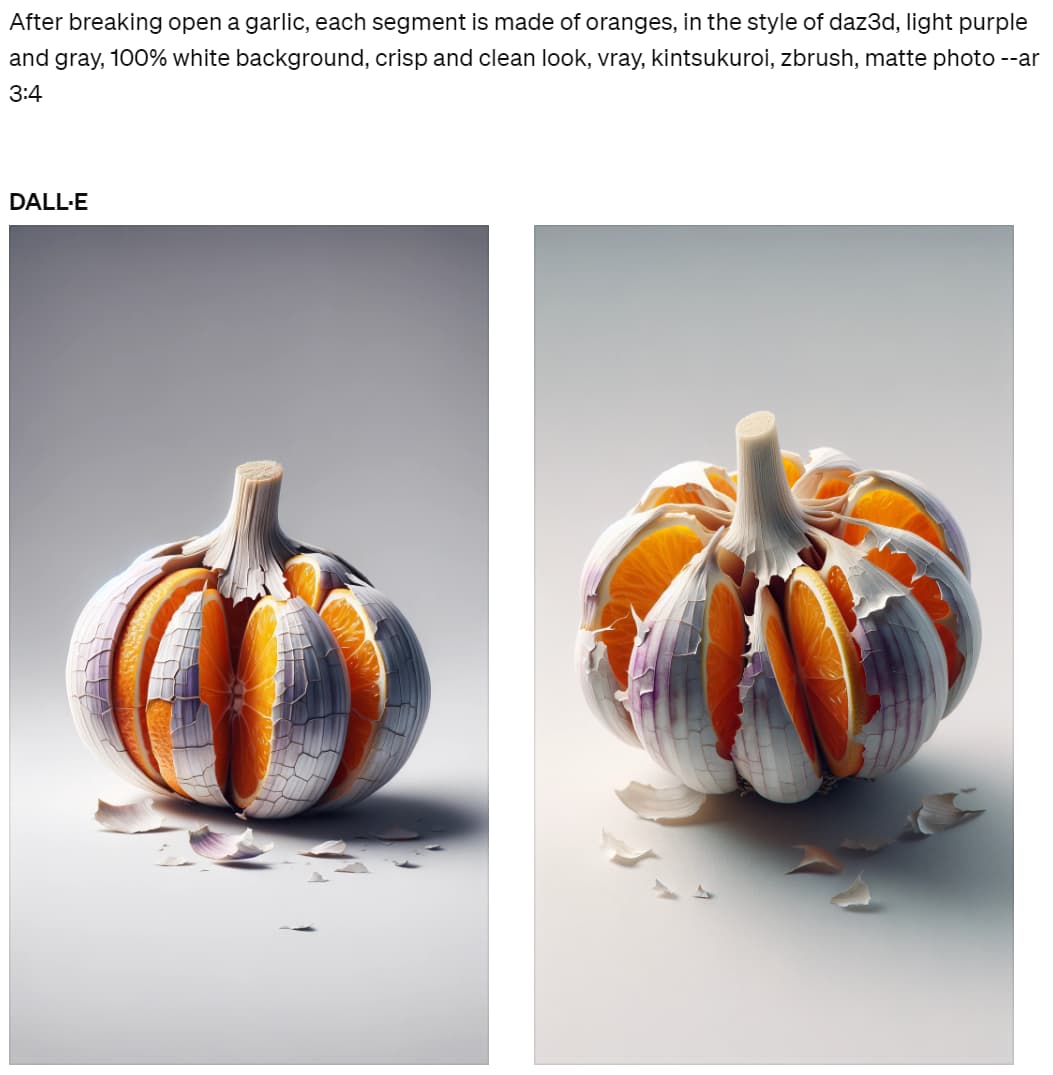 After breaking open a garlic, each segment is made of oranges, in the style of daz3d, light purple
and gray, 100% white background, crisp and clean look, vray, kintsukuroi, zbrush, matte photo --ar
3:4
DALL·E